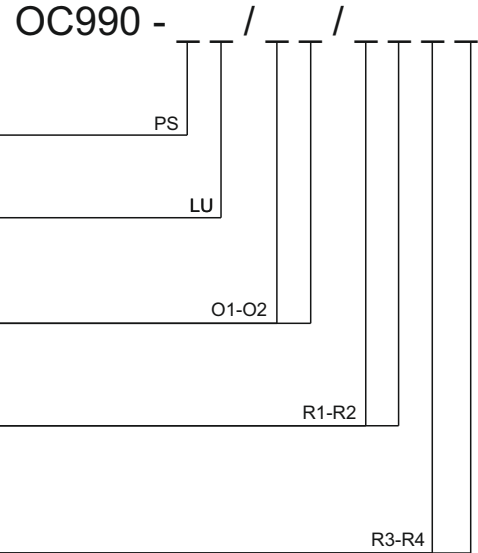 OC990 - _ _ / _ _ / _ _ _ _
PS
LU
O1-O2
R1-R2
R3-R4